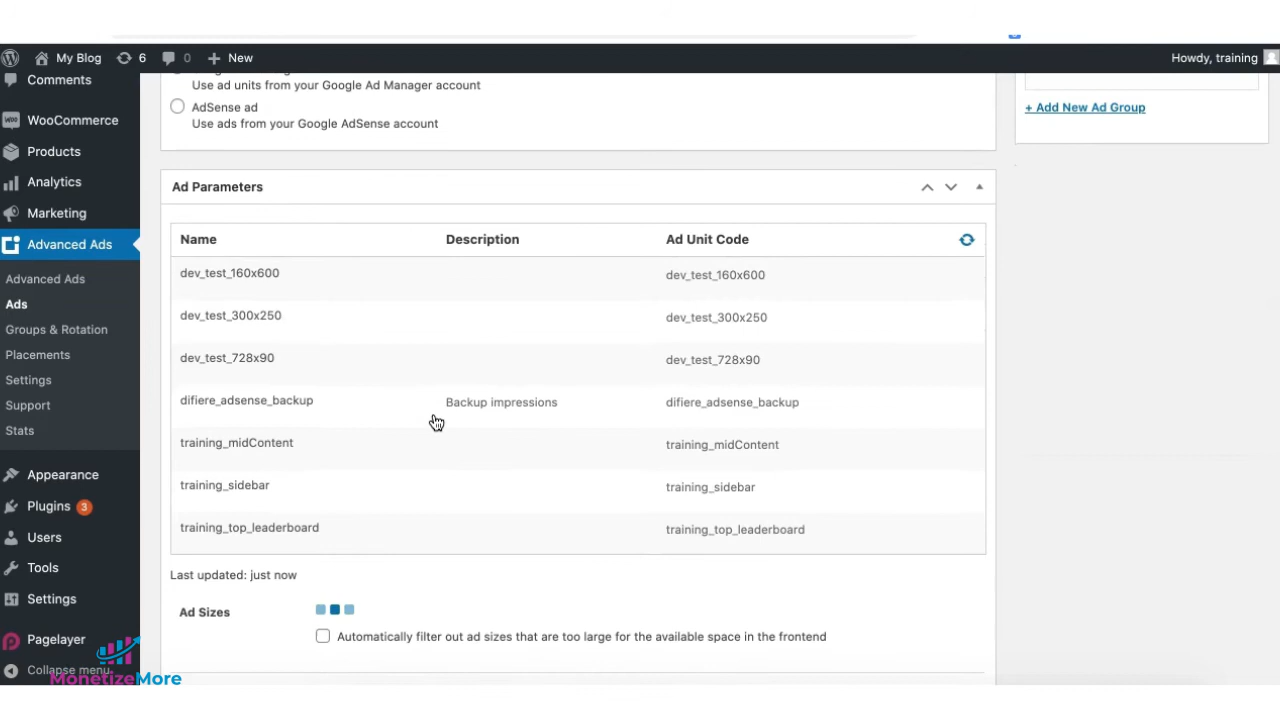 My Blog 6 0 + New Howdy, training
Comments
WooCommerce
Products
Analytics
Marketing
Advanced Ads
Advanced Ads
Ads
Groups & Rotation
Placements
Settings
Support
Stats
Appearance
Plugins 3
Users
Tools
Settings
Pagelayer
Collapse menu
MonetizeMore
Use ad units from your Google Ad Manager account
AdSense ad
Use ads from your Google AdSense account
+ Add New Ad Group
Ad Parameters
Name Description Ad Unit Code
dev_test_160x600 dev_test_160x600
dev_test_300x250 dev_test_300x250
dev_test_728x90 dev_test_728x90
difiere_adsense_backup Backup impressions difiere_adsense_backup
training_midContent training_midContent
training_sidebar training_sidebar
training_top_leaderboard training_top_leaderboard
Last updated: just now
Ad Sizes
Automatically filter out ad sizes that are too large for the available space in the frontend